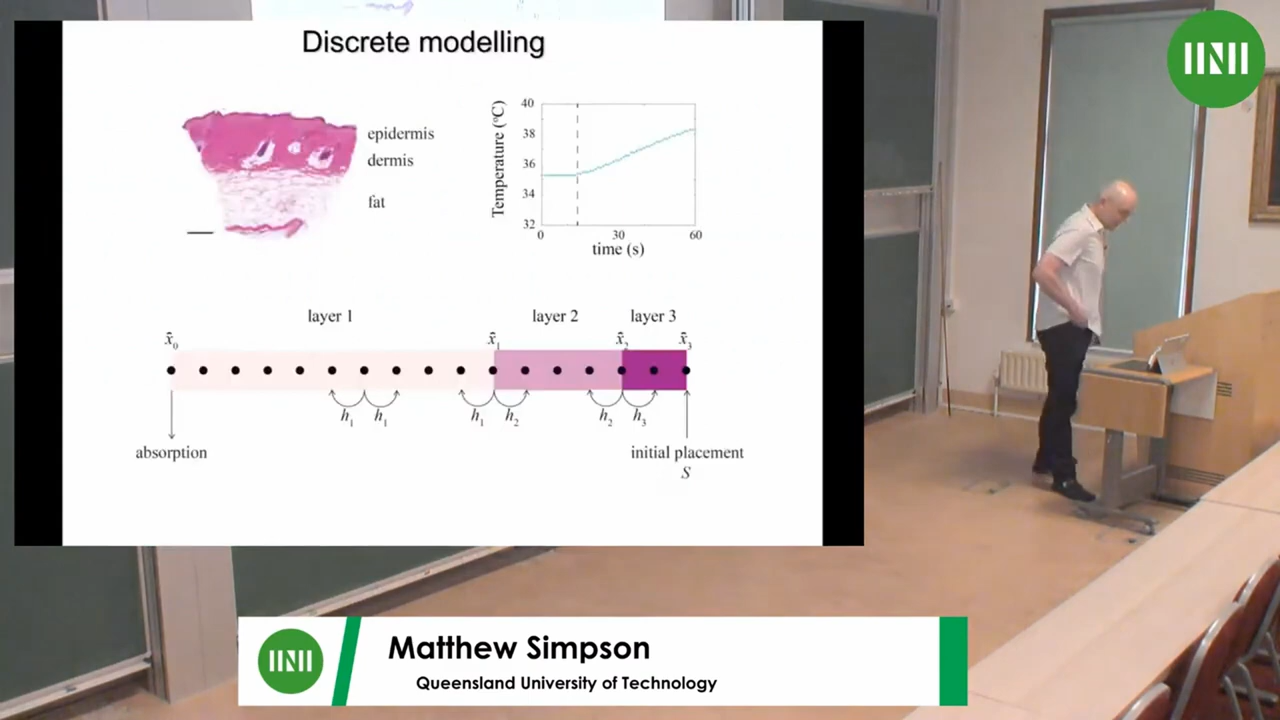 Discrete modelling
epidermis
dermis
fat
Temperature (°C)
40
38
36
34
32
0
30
60
time (s)
layer 1
layer 2
layer 3
x̂₀
x̂₁
x̂₂
x̂₃
h₁
h₁
h₁
h₂
h₂
h₃
absorption
initial placement
S
Matthew Simpson
Queensland University of Technology